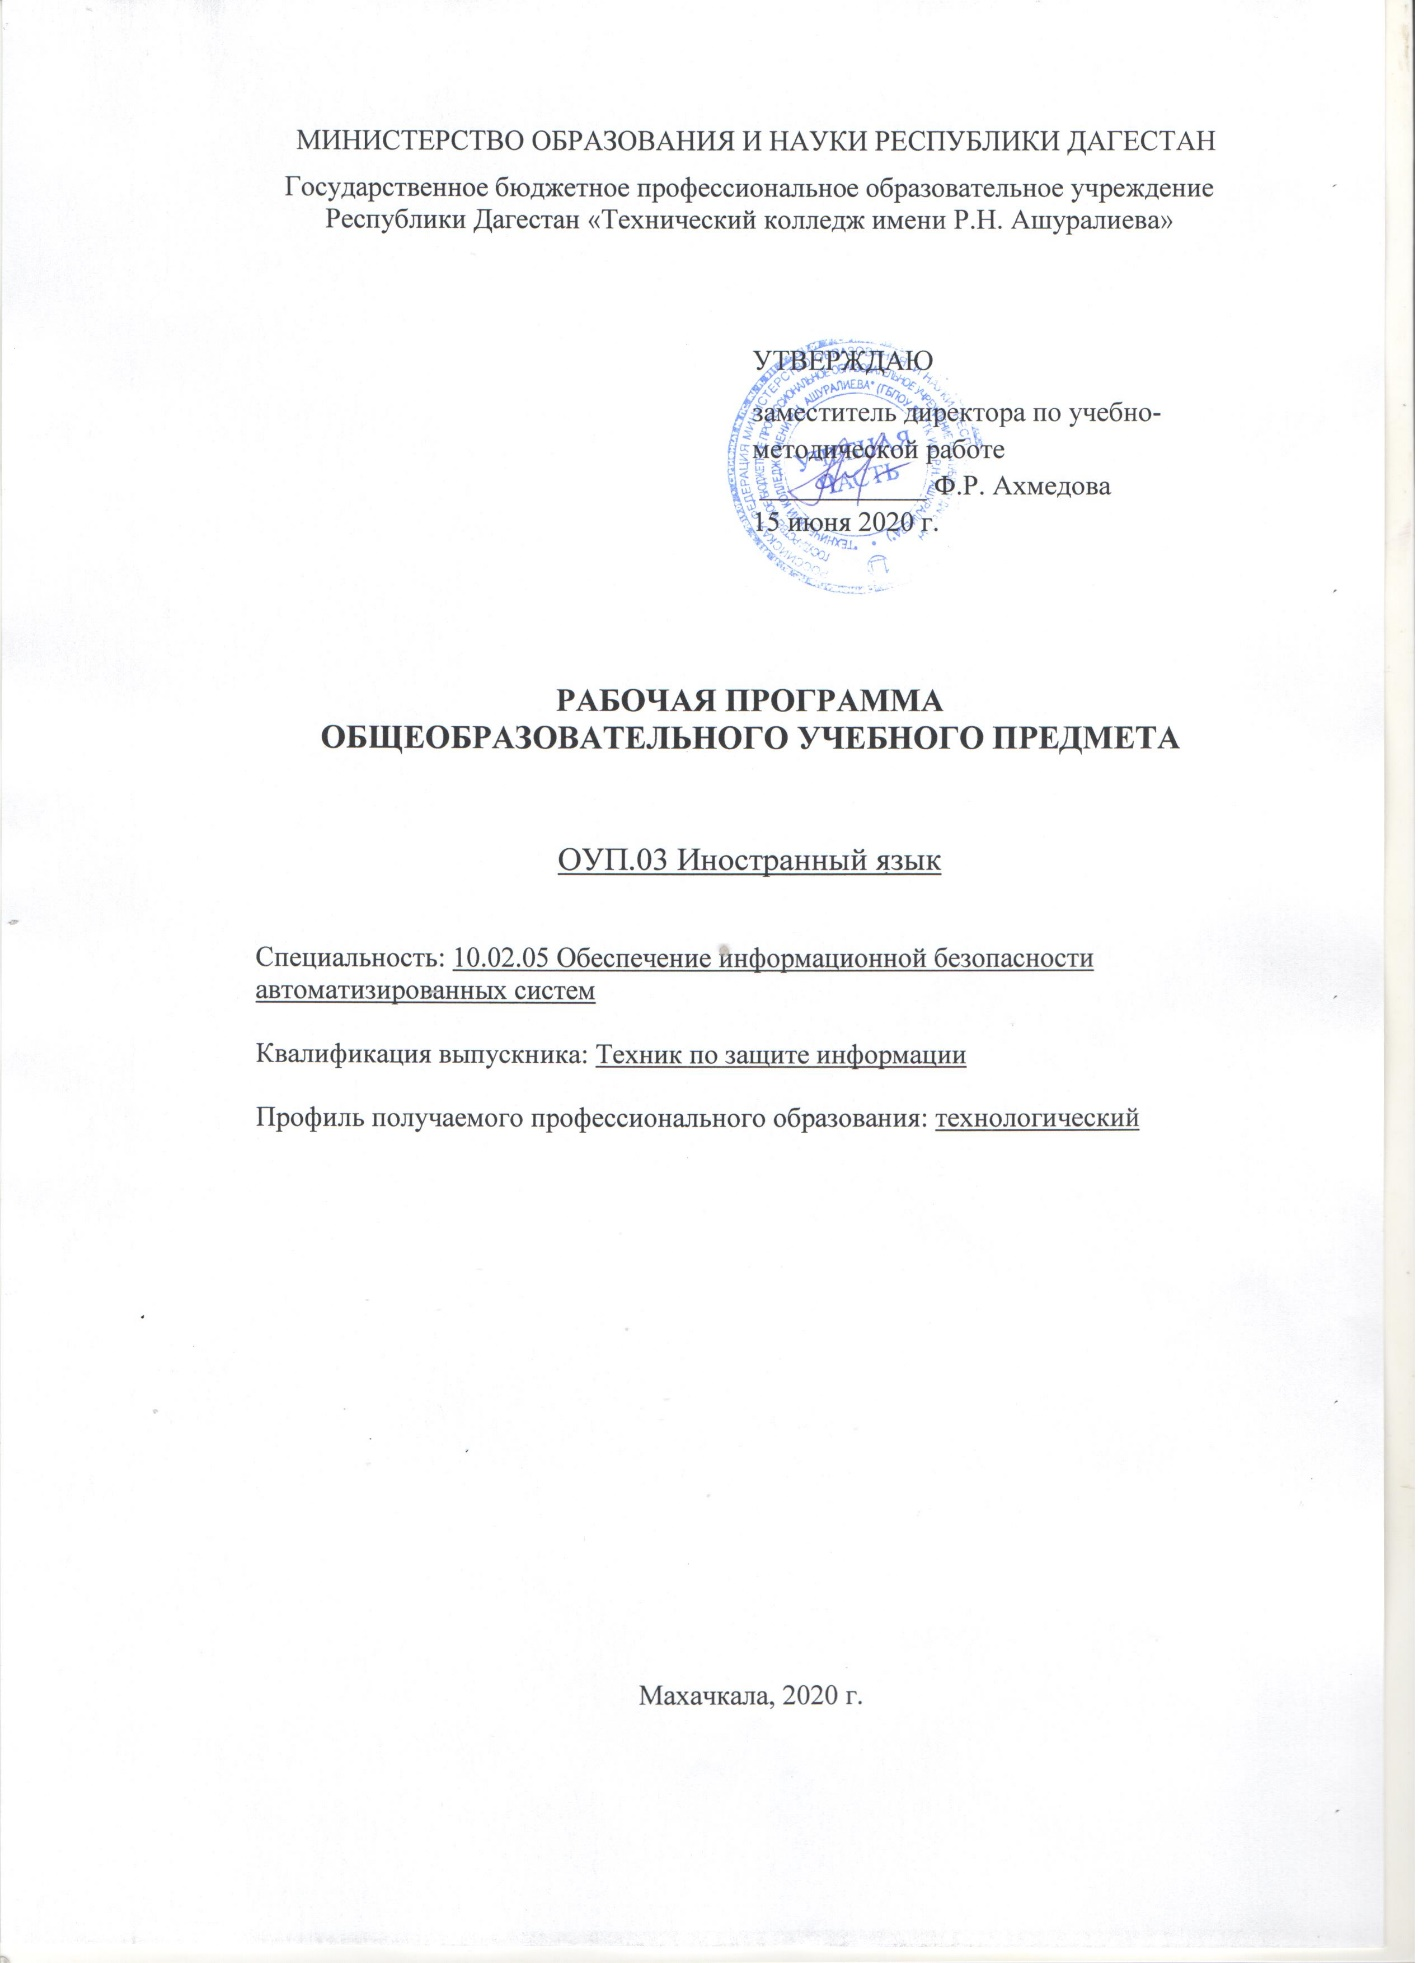 МИНИСТЕРСТВО ОБРАЗОВАНИЯ И НАУКИ РЕСПУБЛИКИ ДАГЕСТАН
Государственное бюджетное профессиональное образовательное учреждение
Республики Дагестан «Технический колледж имени Р.Н. Ашуралиева»
УТВЕРЖДАЮ
заместитель директора по учебно-
методической работе
____________ Ф.Р. Ахмедова
15 июня 2020 г.
УЧЕБНАЯ
ЧАСТЬ
РАБОЧАЯ ПРОГРАММА
ОБЩЕОБРАЗОВАТЕЛЬНОГО УЧЕБНОГО ПРЕДМЕТА
ОУП.03 Иностранный язык
Специальность: 10.02.05 Обеспечение информационной безопасности
автоматизированных систем
Квалификация выпускника: Техник по защите информации
Профиль получаемого профессионального образования: технологический
Махачкала, 2020 г.